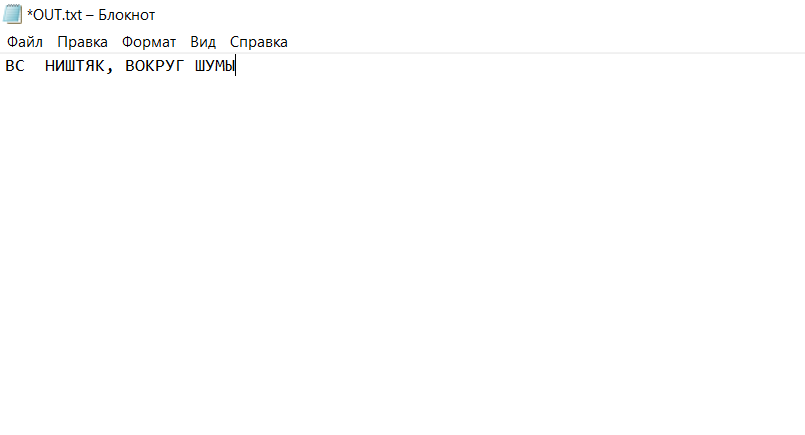 *OUT.txt – Блокнот
Файл Правка Формат Вид Справка
ВС  НИШТЯК, ВОКРУГ ШУМЫ